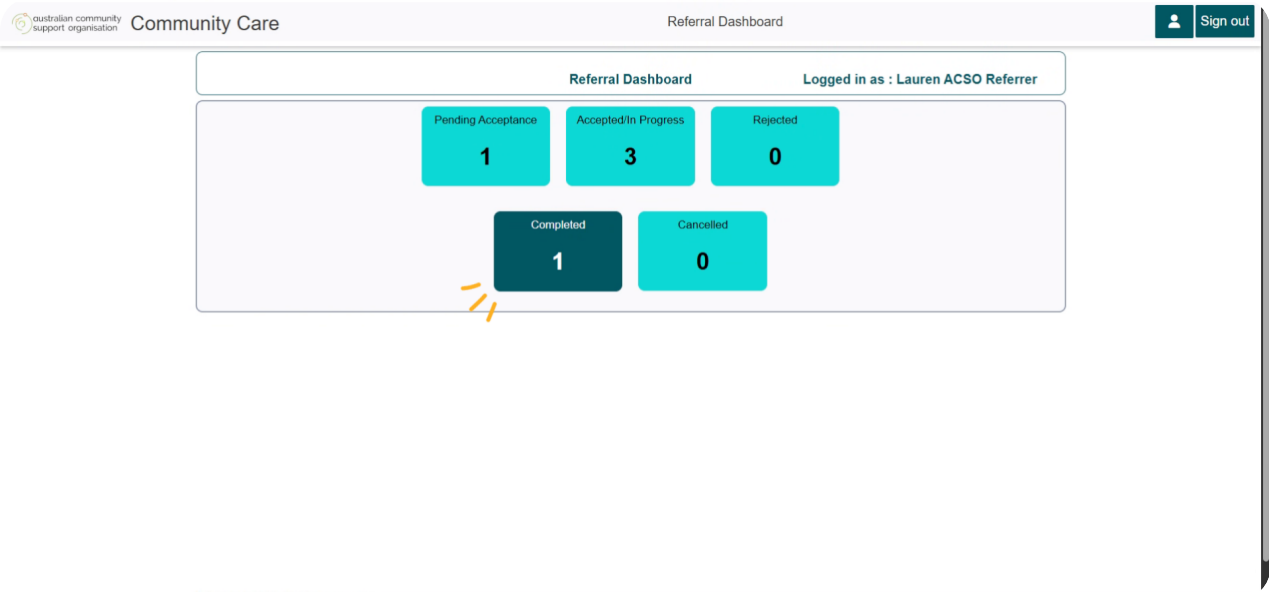 australian community
support organisation
Community Care
Referral Dashboard
Sign out
Referral Dashboard
Logged in as : Lauren ACSO Referrer
Pending Acceptance
1
Accepted/In Progress
3
Rejected
0
Completed
1
Cancelled
0